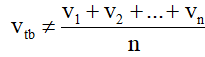 v_tb ≠ (v_1 + v_2 + ... + v_n) / n